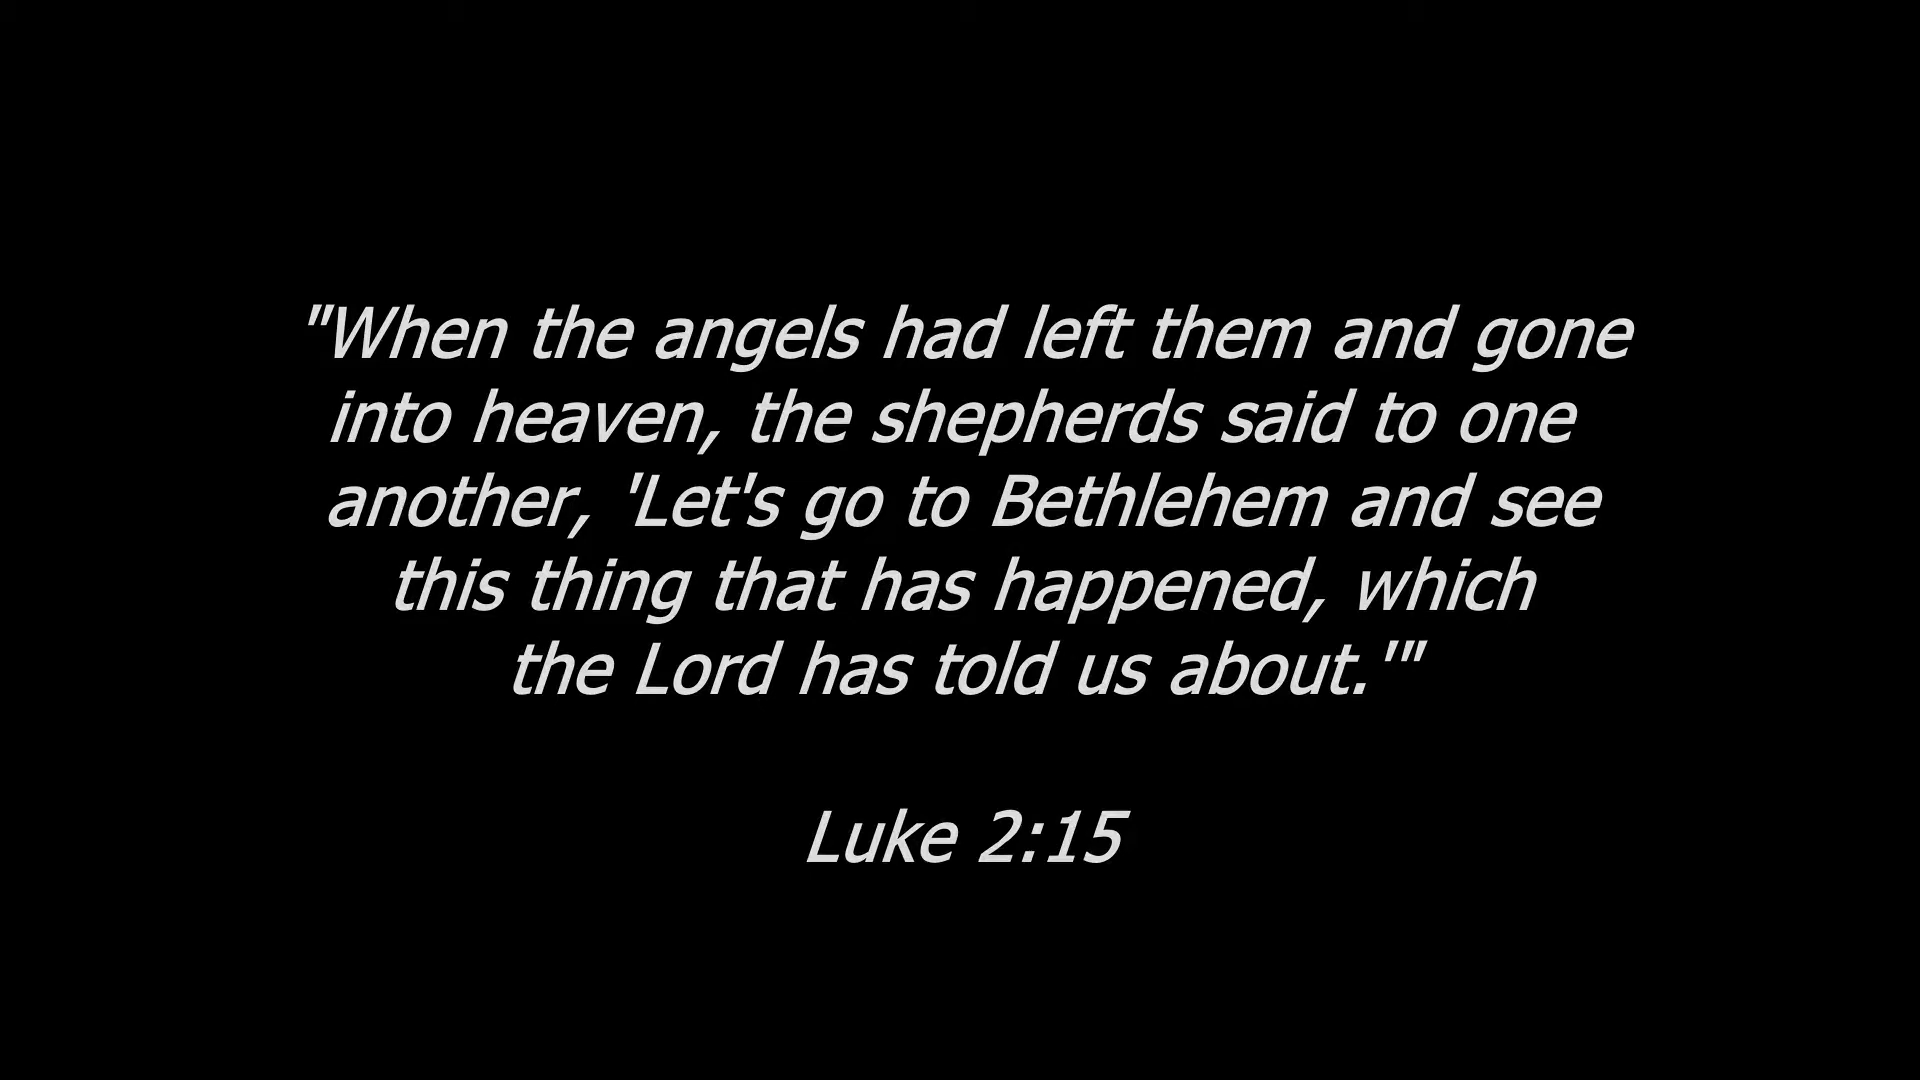 "When the angels had left them and gone
into heaven, the shepherds said to one
another, 'Let's go to Bethlehem and see
this thing that has happened, which
the Lord has told us about.'"
Luke 2:15